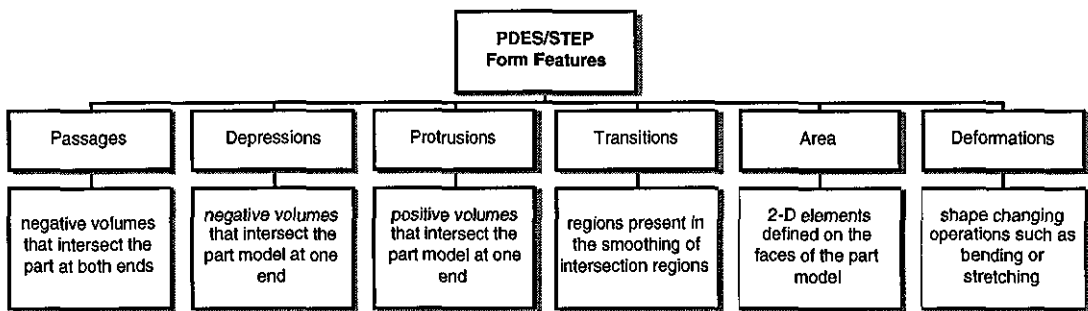 PDES/STEP
Form Features
Passages
Depressions
Protrusions
Transitions
Area
Deformations
negative volumes
that intersect the
part at both ends
negative volumes
that intersect the
part model at one
end
positive volumes
that intersect the
part model at one
end
regions present in
the smoothing of
intersection regions
2-D elements
defined on the
faces of the part
model
shape changing
operations such as
bending or
stretching